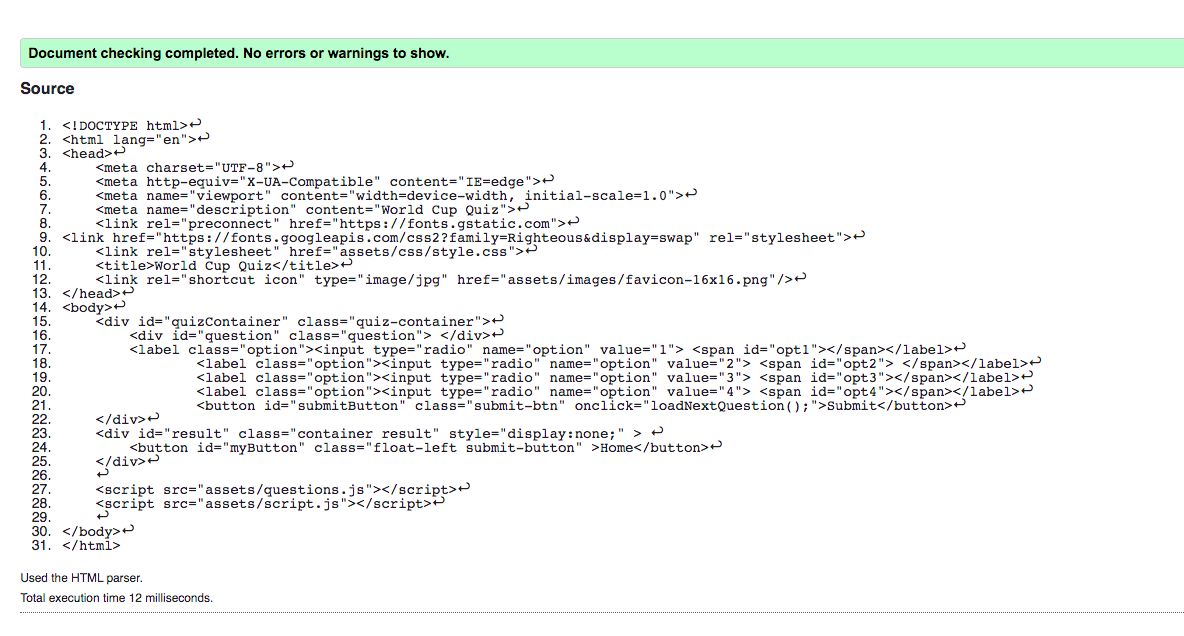 Document checking completed. No errors or warnings to show.
Source
1. <!DOCTYPE html>↩
2. <html lang="en">↩
3. <head>↩
4.     <meta charset="UTF-8">↩
5.     <meta http-equiv="X-UA-Compatible" content="IE=edge">↩
6.     <meta name="viewport" content="width=device-width, initial-scale=1.0">↩
7.     <meta name="description" content="World Cup Quiz">↩
8.     <link rel="preconnect" href="https://fonts.gstatic.com">↩
9. <link href="https://fonts.googleapis.com/css2?family=Righteous&display=swap" rel="stylesheet">↩
10.     <link rel="stylesheet" href="assets/css/style.css">↩
11.     <title>World Cup Quiz</title>↩
12.     <link rel="shortcut icon" type="image/jpg" href="assets/images/favicon-16x16.png"/>↩
13. </head>↩
14. <body>↩
15.     <div id="quizContainer" class="quiz-container">↩
16.         <div id="question" class="question"> </div>↩
17.         <label class="option"><input type="radio" name="option" value="1"> <span id="opt1"></span></label>↩
18.                 <label class="option"><input type="radio" name="option" value="2"> <span id="opt2"> </span></label>↩
19.                 <label class="option"><input type="radio" name="option" value="3"> <span id="opt3"></span></label>↩
20.                 <label class="option"><input type="radio" name="option" value="4"> <span id="opt4"></span></label>↩
21.                 <button id="submitButton" class="submit-btn" onclick="loadNextQuestion();">Submit</button>↩
22.     </div>↩
23.     <div id="result" class="container result" style="display:none;" > ↩
24.         <button id="myButton" class="float-left submit-button" >Home</button>↩
25.     </div>↩
26.     ↩
27.     <script src="assets/questions.js"></script>↩
28.     <script src="assets/script.js"></script>↩
29.     ↩
30. </body>↩
31. </html>
Used the HTML parser.
Total execution time 12 milliseconds.